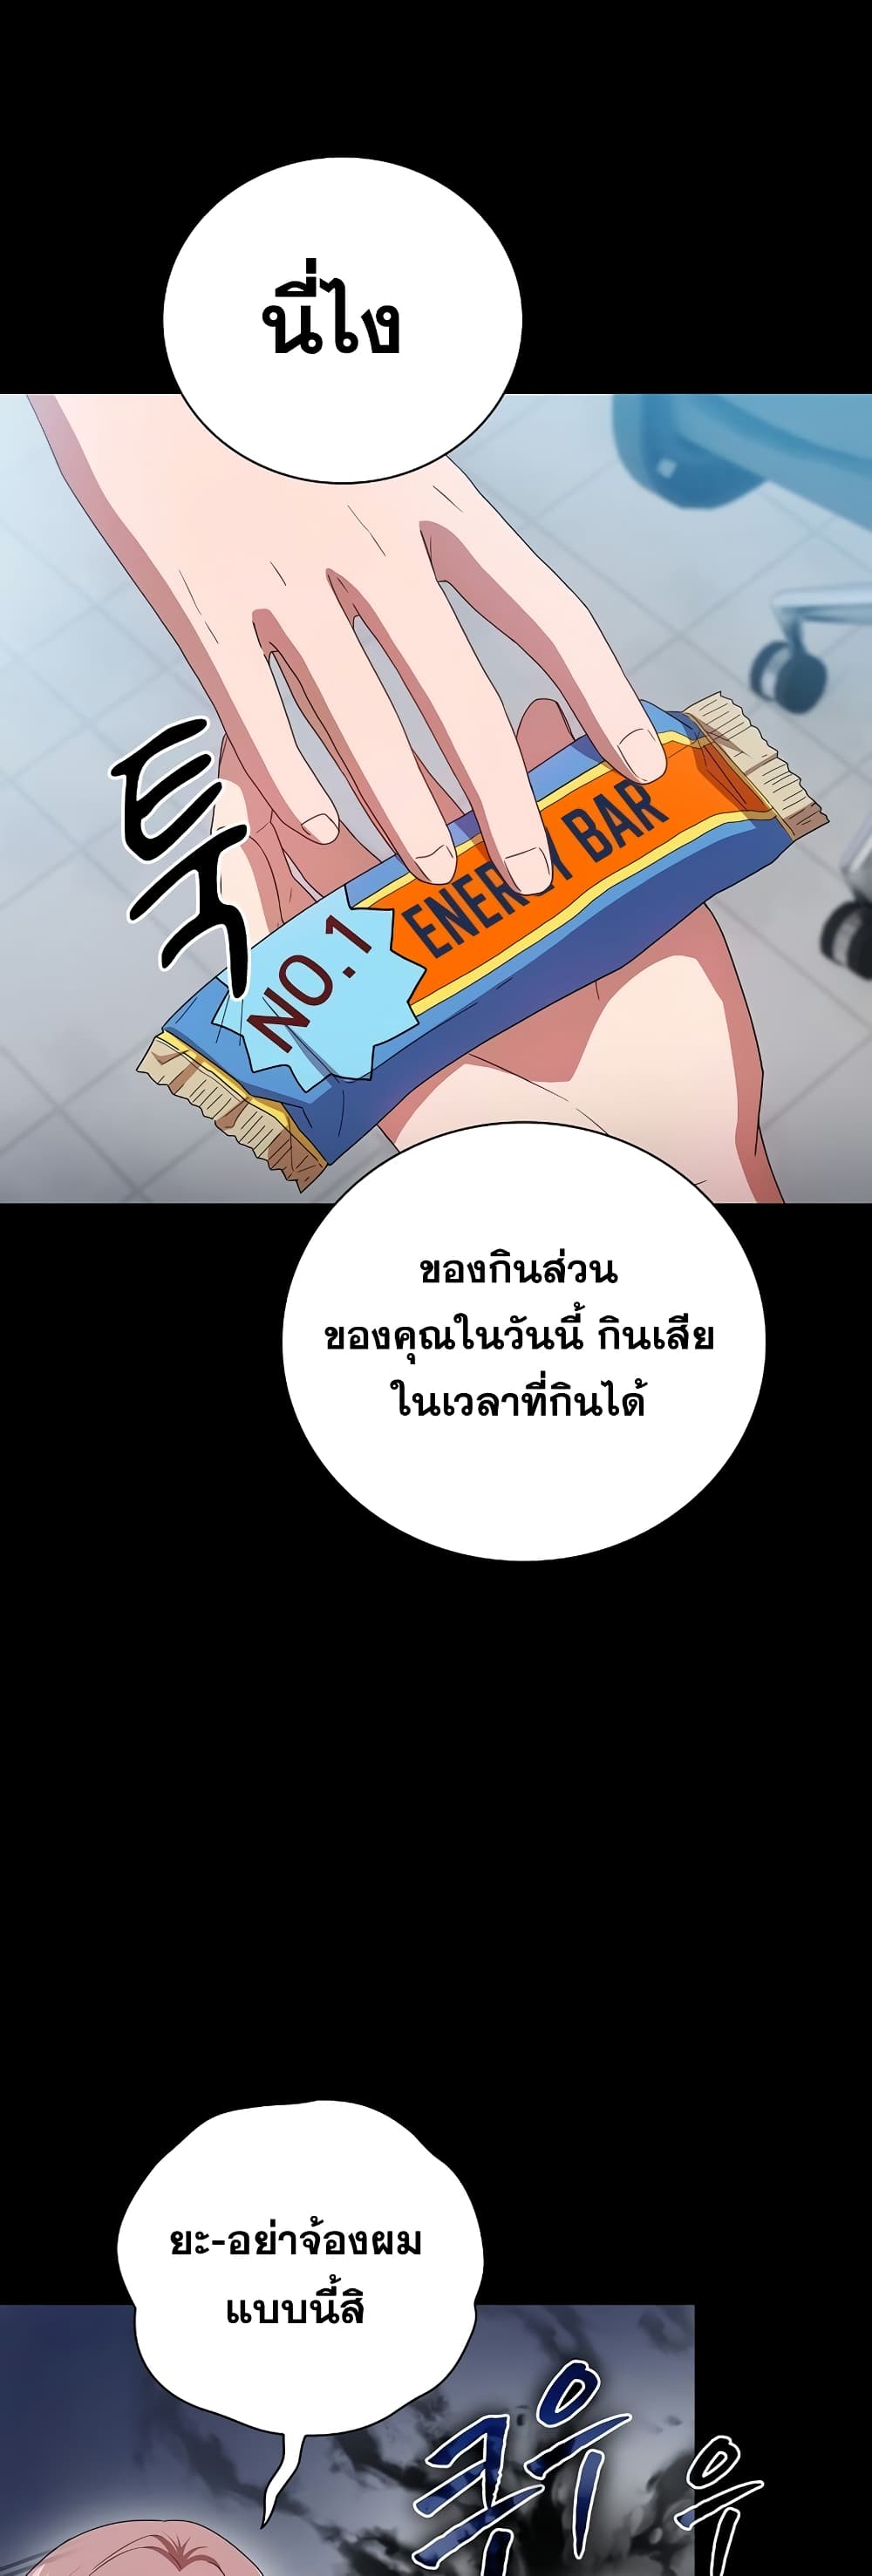 นี่ไง
툭
NO.1
ENERGY BAR
ของกินส่วน
ของคุณในวันนี้ กินเสีย
ในเวลาที่กินได้
ยะ-อย่าจ้องผม
แบบนี้สิ